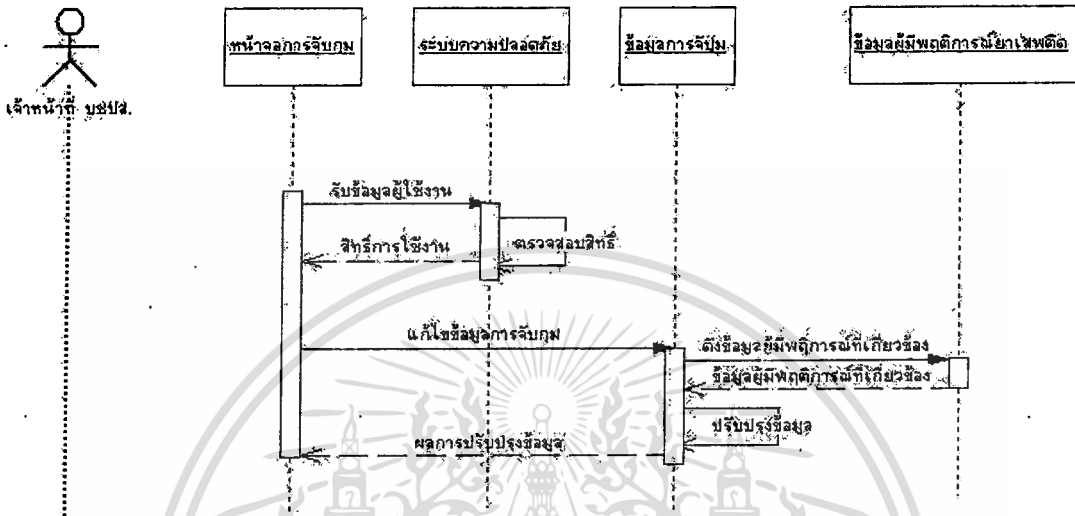 หน้าจอการจับกุม
ระบบความปลอดภัย
ข้อมูลการจับุม
ข้อมูลผู้มีพฤติการณ์ยาเสพติด
เจ้าหน้าที่ บชปส.
รับข้อมูลผู้ใช้งาน
สิทธิ์การใช้งาน
ตรวจสอบสิทธิ์
แก้ไขข้อมูลการจับกุม
ดึงข้อมูลผู้มีพฤติการณ์ที่เกี่ยวข้อง
ข้อมูลผู้มีพฤติการณ์ที่เกี่ยวข้อง
ปรับปรุงข้อมูล
ผลการปรับปรุงข้อมูล